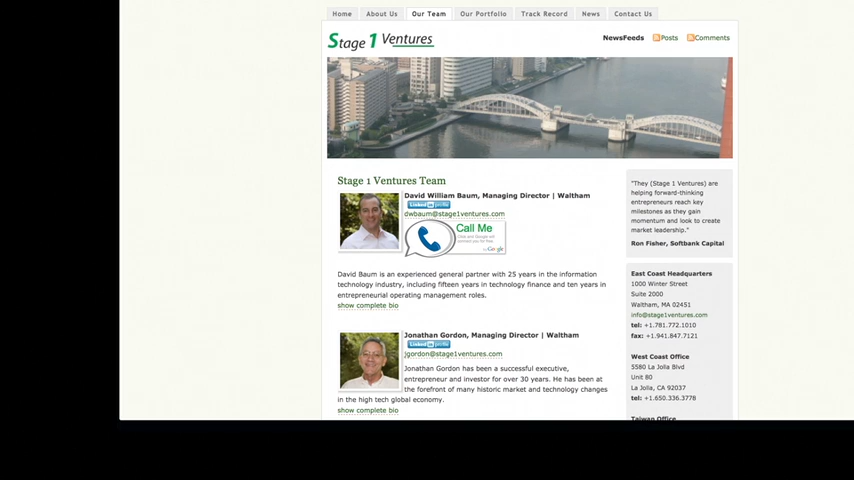 Home
About Us
Our Team
Our Portfolio
Track Record
News
Contact Us
Stage 1 Ventures
NewsFeeds
Posts
Comments
Stage 1 Ventures Team
David William Baum, Managing Director | Waltham
Linked in profile
dwbaum@stage1ventures.com
Call Me
by Google
David Baum is an experienced general partner with 25 years in the information
technology industry, including fifteen years in technology finance and ten years in
entrepreneurial operating management roles.
show complete bio
Jonathan Gordon, Managing Director | Waltham
Linked in profile
jgordon@stage1ventures.com
Jonathan Gordon has been a successful executive,
entrepreneur and investor for over 30 years. He has been at
the forefront of many historic market and technology changes
in the high tech global economy.
show complete bio
"They (Stage 1 Ventures) are
helping forward-thinking
entrepreneurs reach key
milestones as they gain
momentum and look to create
market leadership."
Ron Fisher, Softbank Capital
East Coast Headquarters
1000 Winter Street
Suite 2000
Waltham, MA 02451
info@stage1ventures.com
tel: +1.781.772.1010
fax: +1.941.847.7121
West Coast Office
5580 La Jolla Blvd
Unit 80
La Jolla, CA 92037
tel: +1.650.336.3778
Taiwan Office